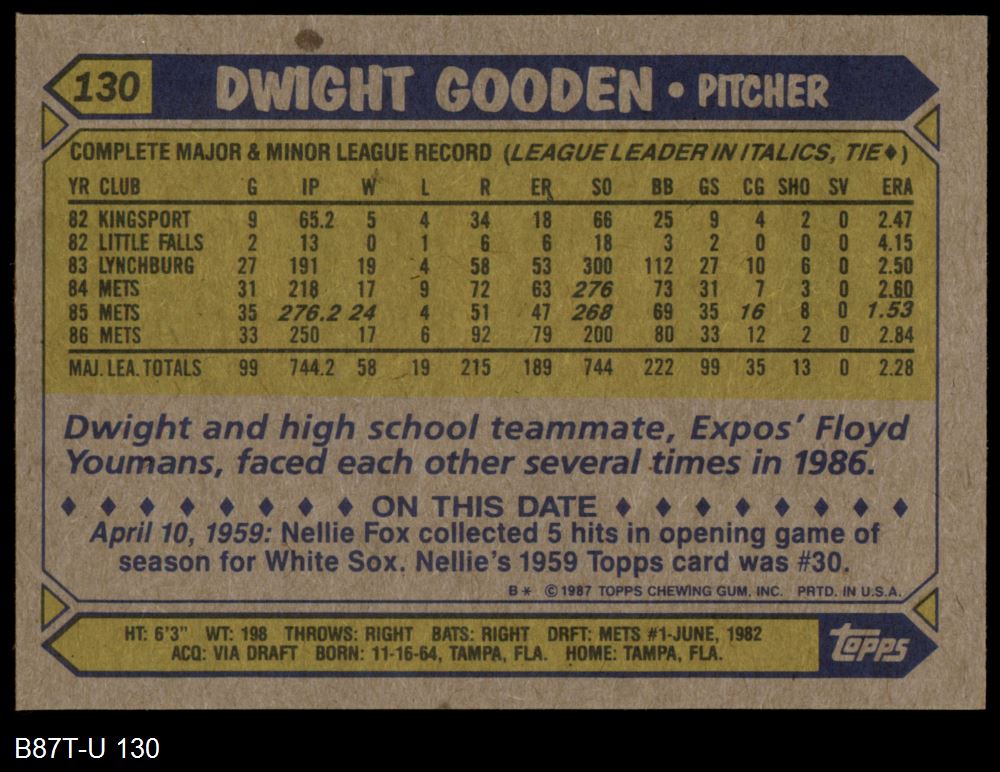 130 DWIGHT GOODEN • PITCHER
COMPLETE MAJOR & MINOR LEAGUE RECORD (LEAGUE LEADER IN ITALICS, TIE♦)
YR CLUB G IP W L R ER SO BB GS CG SHO SV ERA
82 KINGSPORT 9 65.2 5 4 34 18 66 25 9 4 2 0 2.47
82 LITTLE FALLS 2 13 0 1 6 6 18 3 2 0 0 0 4.15
83 LYNCHBURG 27 191 19 4 58 53 300 112 27 10 6 0 2.50
84 METS 31 218 17 9 72 63 276 73 31 7 3 0 2.60
85 METS 35 276.2 24 4 51 47 268 69 35 16 8 0 1.53
86 METS 33 250 17 6 92 79 200 80 33 12 2 0 2.84
MAJ. LEA. TOTALS 99 744.2 58 19 215 189 744 222 99 35 13 0 2.28
Dwight and high school teammate, Expos' Floyd
Youmans, faced each other several times in 1986.
♦ ♦ ♦ ♦ ♦ ♦ ♦ ♦ ON THIS DATE ♦ ♦ ♦ ♦ ♦ ♦ ♦ ♦
April 10, 1959: Nellie Fox collected 5 hits in opening game of
season for White Sox. Nellie's 1959 Topps card was #30.
B* ©1987 TOPPS CHEWING GUM, INC. PRTD. IN U.S.A.
HT: 6'3" WT: 198 THROWS: RIGHT BATS: RIGHT DRFT: METS #1-JUNE, 1982
ACQ: VIA DRAFT BORN: 11-16-64, TAMPA, FLA. HOME: TAMPA, FLA.
topps
B87T-U 130